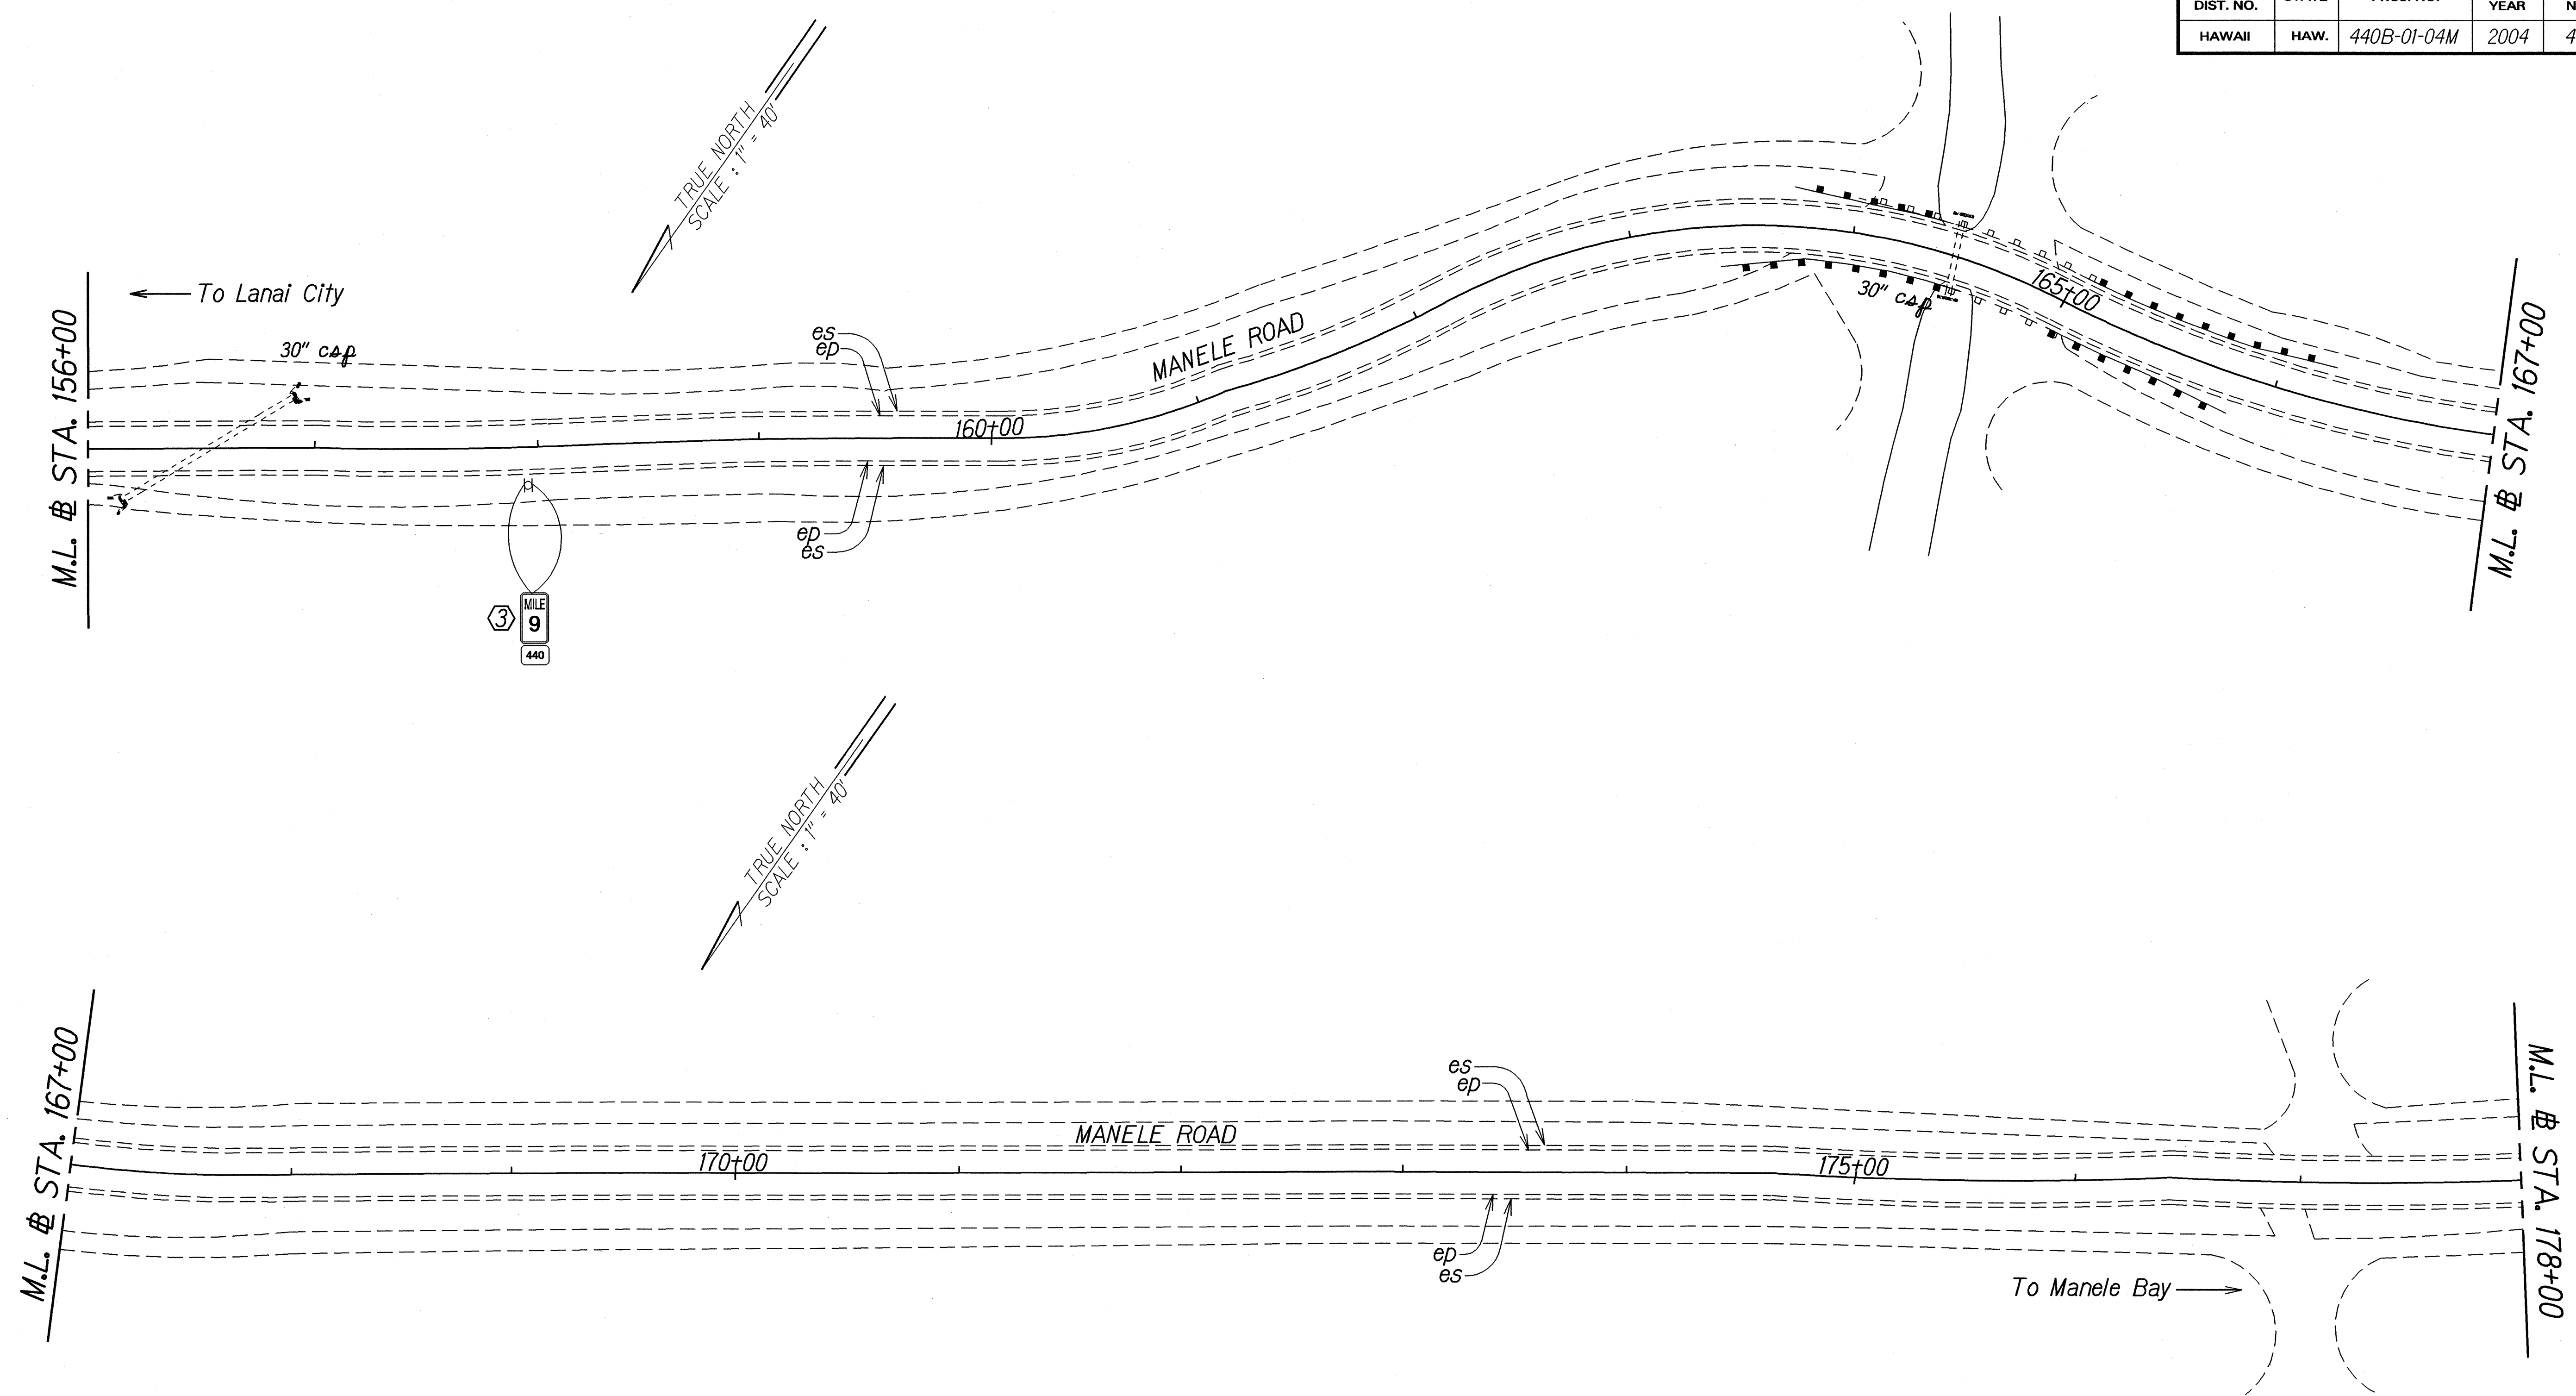 DIST. NO.
YEAR
HAWAII HAW. 440B-01-04M 2004 4
TRUE NORTH
SCALE : 1" = 40'
To Lanai City
M.L. ⅊ STA. 156+00
30" csp
es
ep
160+00
ep
es
MANELE ROAD
30" csp
165+00
M.L. ⅊ STA. 167+00
3
MILE
9
440
TRUE NORTH
SCALE : 1" = 40'
M.L. ⅊ STA. 167+00
170+00
MANELE ROAD
es
ep
ep
es
175+00
To Manele Bay
M.L. ⅊ STA. 178+00